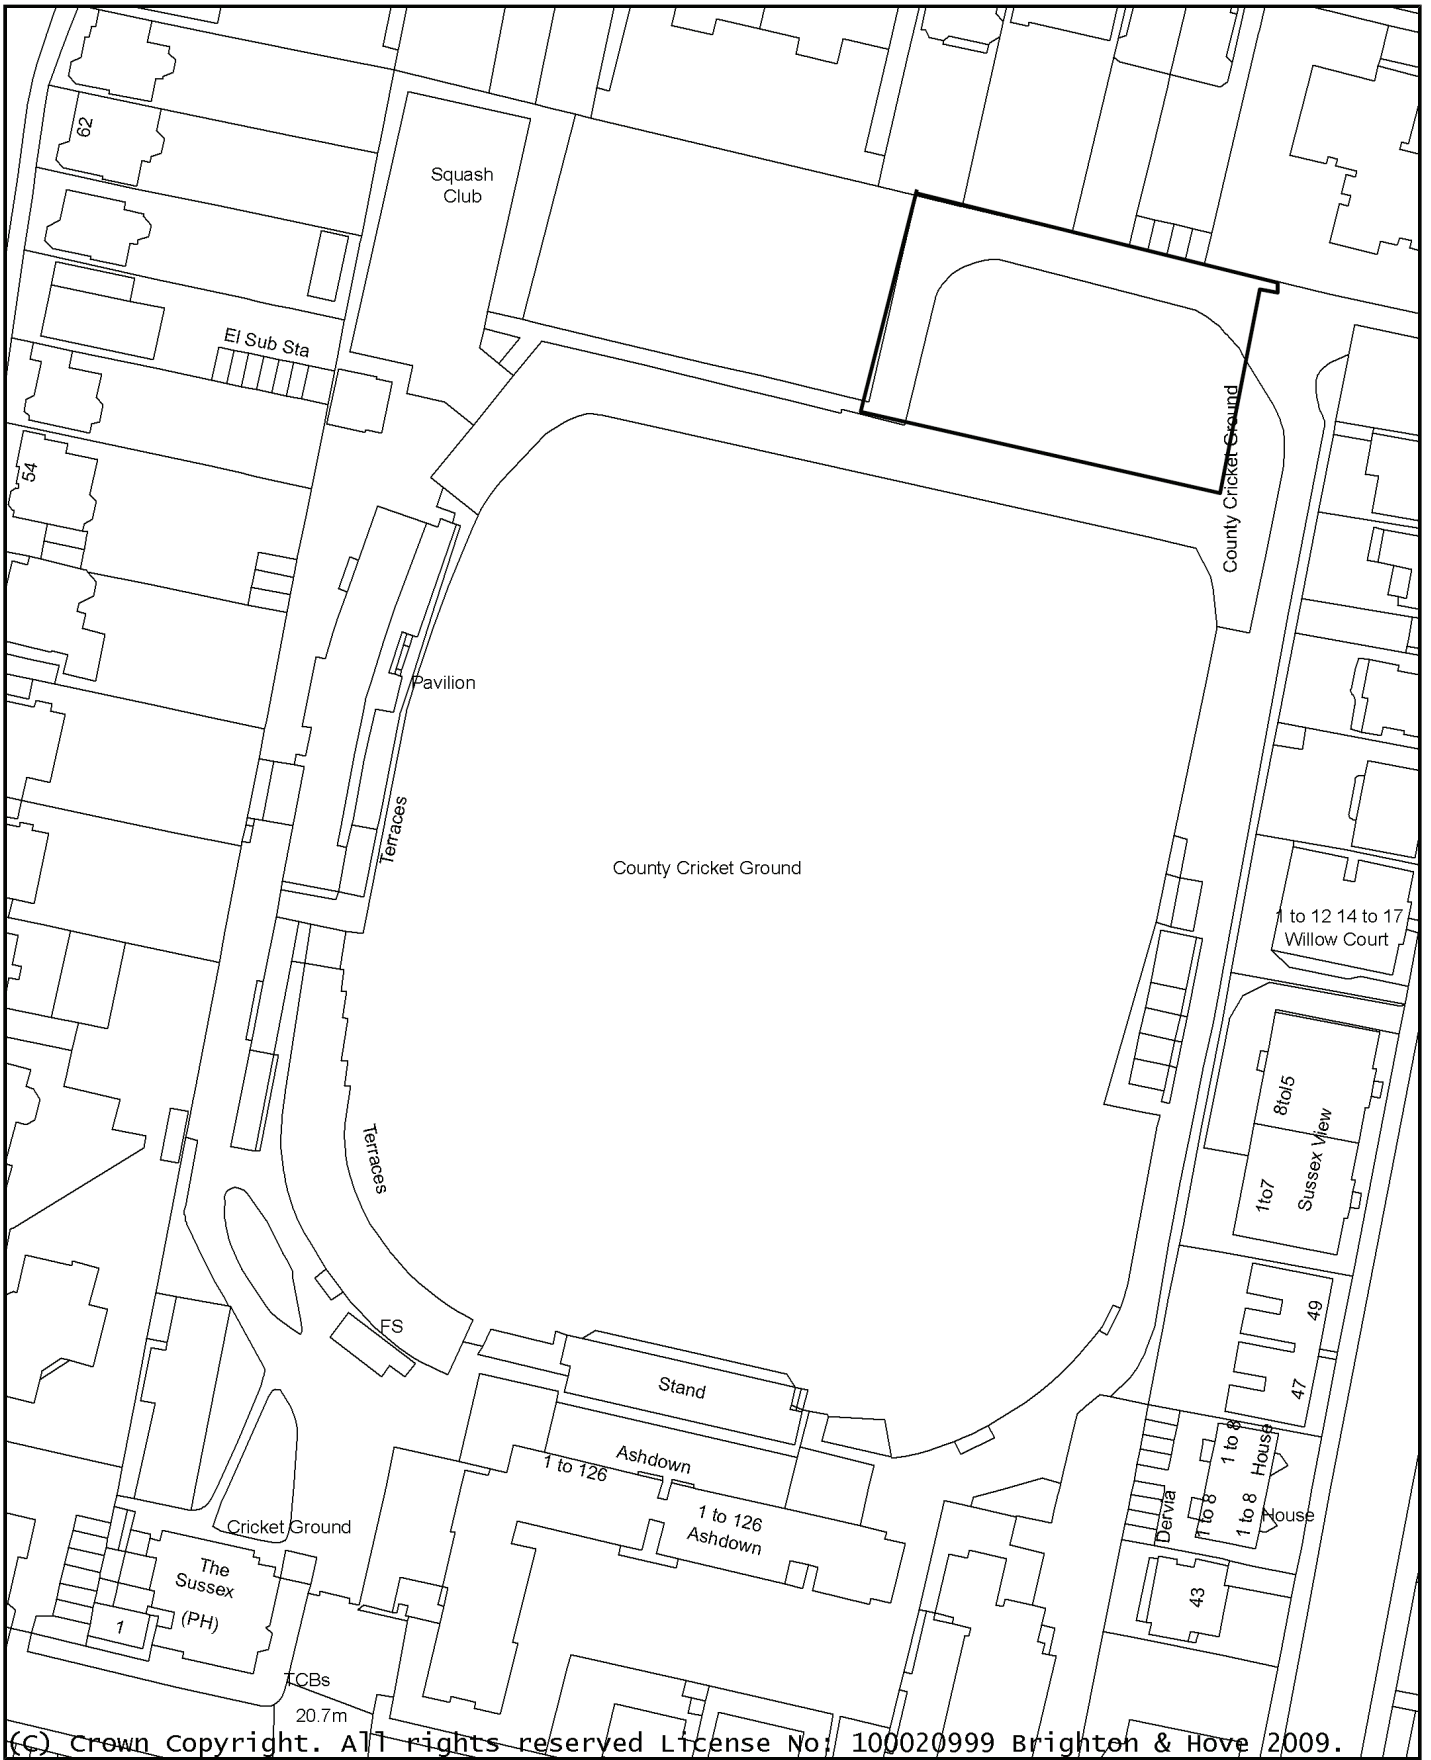 62
Squash
Club
El Sub Sta
54
County Cricket Ground
Pavilion
Terraces
County Cricket Ground
1 to 12 14 to 17
Willow Court
8to15
Sussex View
1to7
Terraces
FS
49
47
Stand
Ashdown
1 to 126
1 to 126
Ashdown
1 to 8
House
1 to 8
1 to 8
House
Dervia
Cricket Ground
The
Sussex
(PH)
1
43
TCBs
20.7m
(C) Crown Copyright. All rights reserved License No: 100020999 Brighton & Hove 2009.